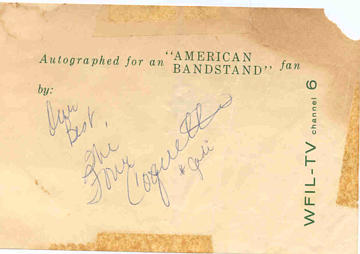 Autographed for an "AMERICAN
BANDSTAND" fan
by:
Our
Best,
The
Four
Coquettes
WFIL-TV channel 6